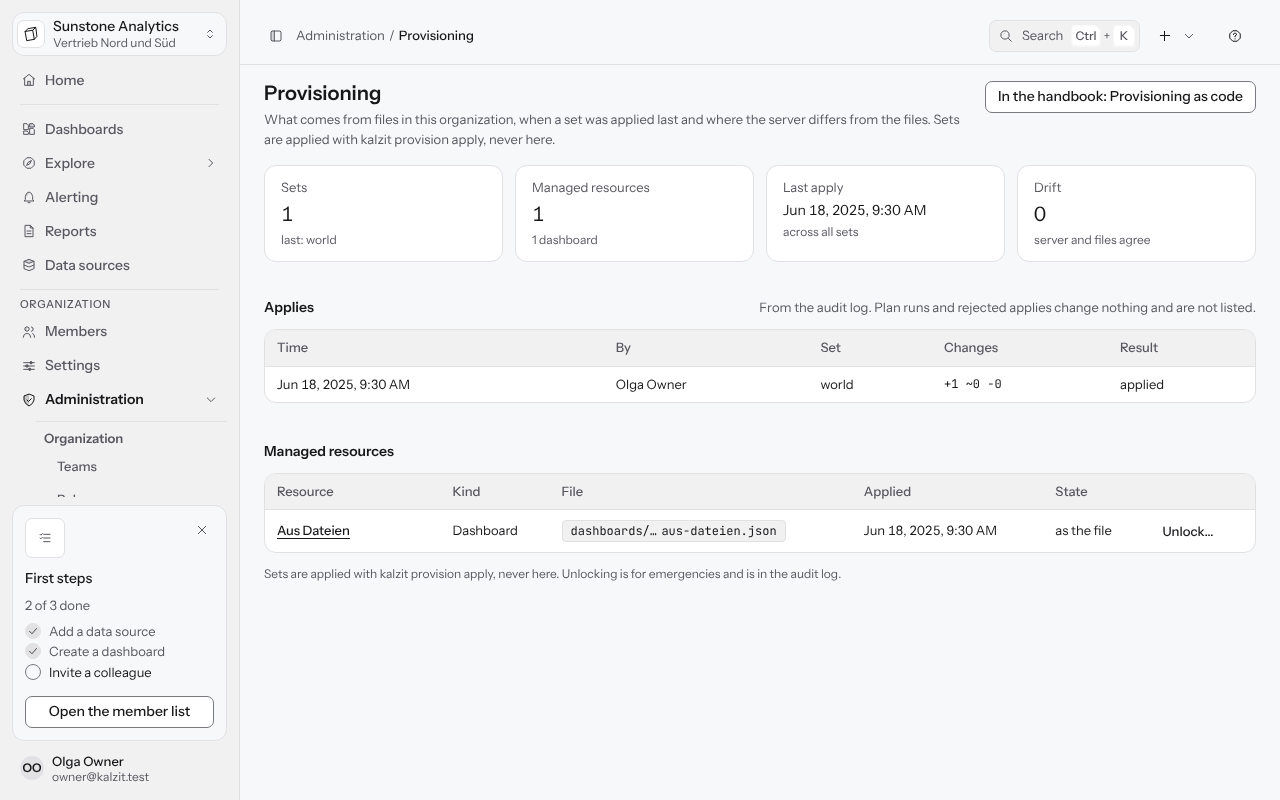 Sunstone Analytics
Vertrieb Nord und Süd
Home
Dashboards
Explore
Alerting
Reports
Data sources
ORGANIZATION
Members
Settings
Administration
Organization
Teams
First steps
2 of 3 done
Add a data source
Create a dashboard
Invite a colleague
Open the member list
OO
Olga Owner
owner@kalzit.test
Administration / Provisioning
Search Ctrl + K
Provisioning
In the handbook: Provisioning as code
What comes from files in this organization, when a set was applied last and where the server differs from the files. Sets
are applied with kalzit provision apply, never here.
Sets
1
last: world
Managed resources
1
1 dashboard
Last apply
Jun 18, 2025, 9:30 AM
across all sets
Drift
0
server and files agree
Applies
From the audit log. Plan runs and rejected applies change nothing and are not listed.
Time By Set Changes Result
Jun 18, 2025, 9:30 AM Olga Owner world +1 ~0 -0 applied
Managed resources
Resource Kind File Applied State
Aus Dateien Dashboard dashboards/… aus-dateien.json Jun 18, 2025, 9:30 AM as the file Unlock…
Sets are applied with kalzit provision apply, never here. Unlocking is for emergencies and is in the audit log.